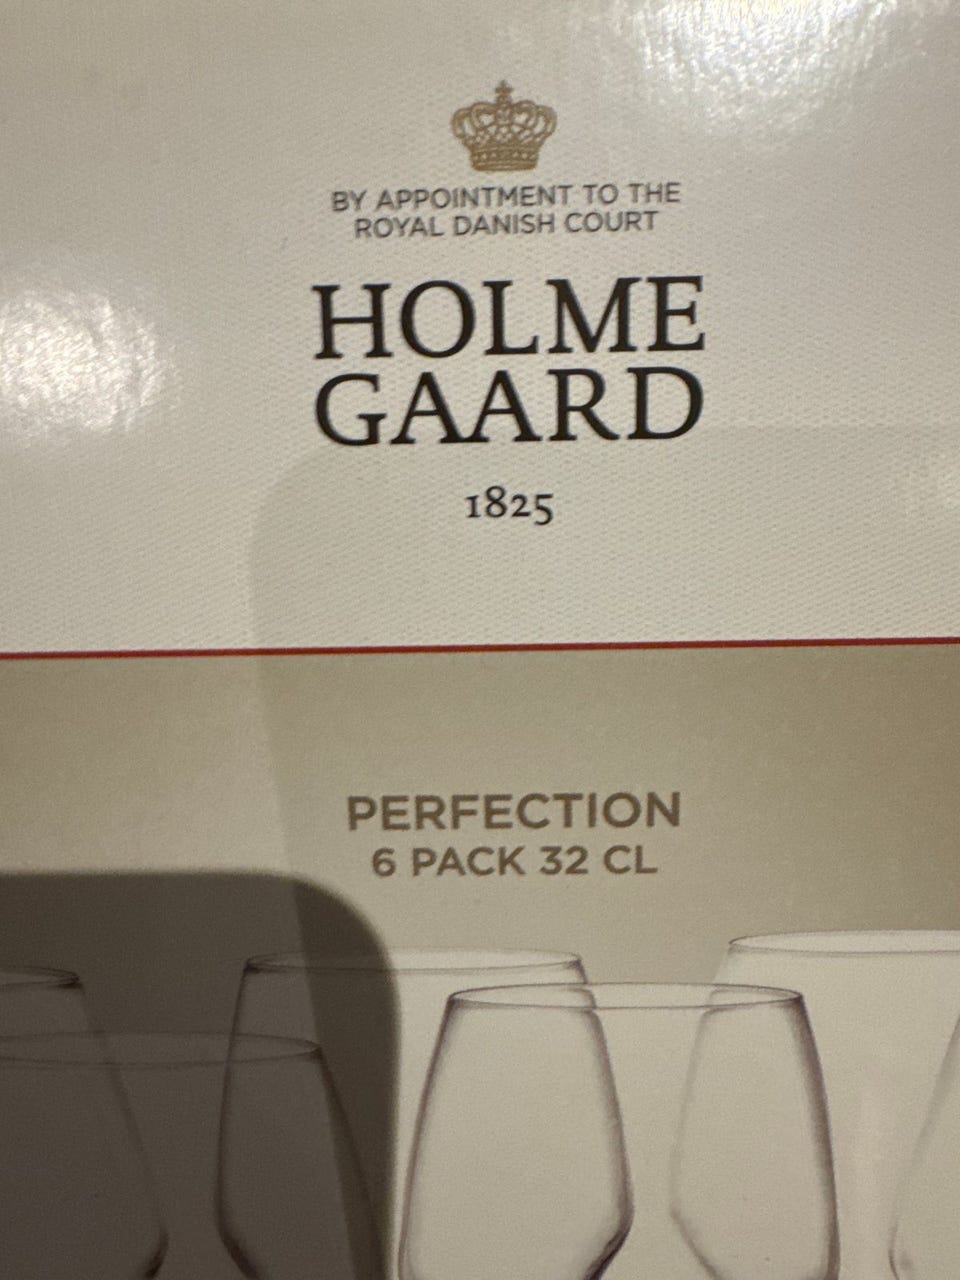 BY APPOINTMENT TO THE
ROYAL DANISH COURT
HOLME
GAARD
1825
PERFECTION
6 PACK 32 CL